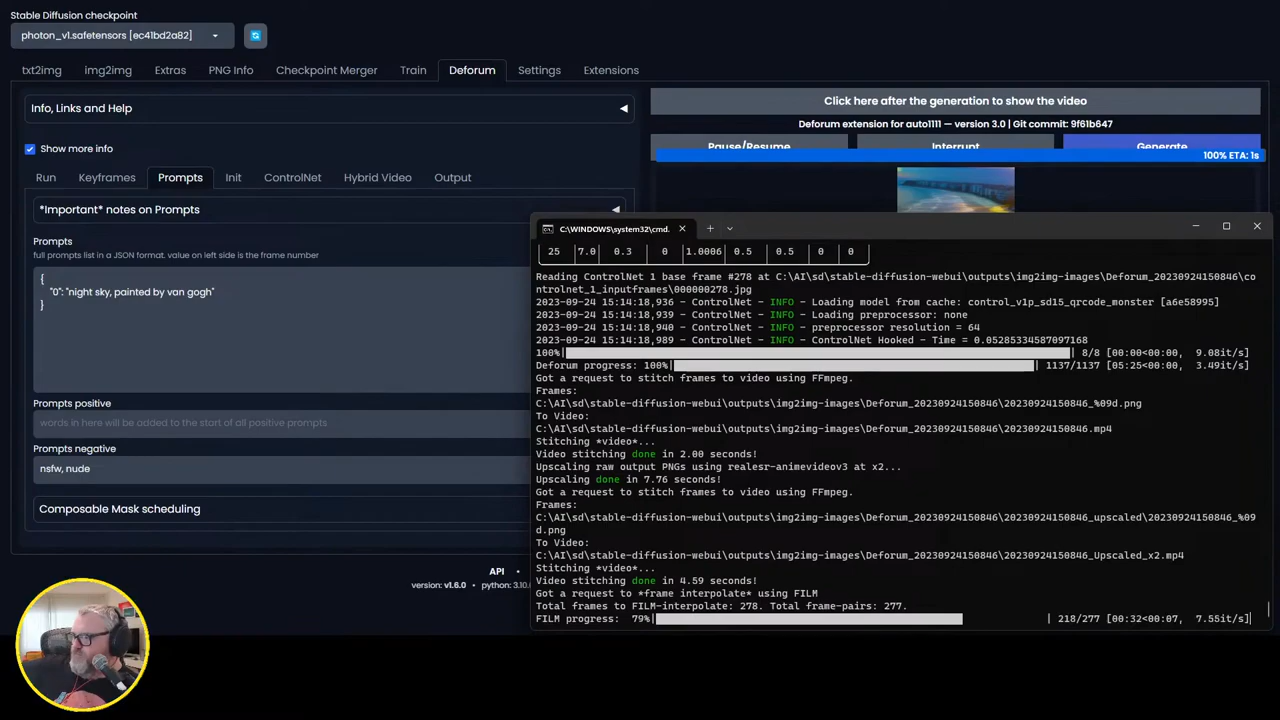 Stable Diffusion checkpoint
photon_v1.safetensors [ec41bd2a82]
txt2img img2img Extras PNG Info Checkpoint Merger Train Deforum Settings Extensions
Info, Links and Help
Show more info
Run Keyframes Prompts Init ControlNet Hybrid Video Output
*Important* notes on Prompts
Prompts
full prompts list in a JSON format. value on left side is the frame number
{
"0": "night sky, painted by van gogh"
}
Prompts positive
words in here will be added to the start of all positive prompts
Prompts negative
nsfw, nude
Composable Mask scheduling
API •
version: v1.6.0 • python: 3.10.
Click here after the generation to show the video
Deforum extension for auto1111 — version 3.0 | Git commit: 9f61b647
Pause/Resume Interrupt Generate
100% ETA: 1s
C:\WINDOWS\system32\cmd.
25 7.0 0.3 0 1.0006 0.5 0.5 0 0
Reading ControlNet 1 base frame #278 at C:\AI\sd\stable-diffusion-webui\outputs\img2img-images\Deforum_20230924150846\co
ntrolnet_1_inputframes\000000278.jpg
2023-09-24 15:14:18,936 - ControlNet - INFO - Loading model from cache: control_v1p_sd15_qrcode_monster [a6e58995]
2023-09-24 15:14:18,939 - ControlNet - INFO - Loading preprocessor: none
2023-09-24 15:14:18,940 - ControlNet - INFO - preprocessor resolution = 64
2023-09-24 15:14:18,989 - ControlNet - INFO - ControlNet Hooked - Time = 0.05285334587097168
100%| | 8/8 [00:00<00:00, 9.08it/s]
Deforum progress: 100%| | 1137/1137 [05:25<00:00, 3.49it/s]
Got a request to stitch frames to video using FFmpeg.
Frames:
C:\AI\sd\stable-diffusion-webui\outputs\img2img-images\Deforum_20230924150846\20230924150846_%09d.png
To Video:
C:\AI\sd\stable-diffusion-webui\outputs\img2img-images\Deforum_20230924150846\20230924150846.mp4
Stitching *video*...
Video stitching done in 2.00 seconds!
Upscaling raw output PNGs using realesr-animevideov3 at x2...
Upscaling done in 7.76 seconds!
Got a request to stitch frames to video using FFmpeg.
Frames:
C:\AI\sd\stable-diffusion-webui\outputs\img2img-images\Deforum_20230924150846\20230924150846_upscaled\20230924150846_%09
d.png
To Video:
C:\AI\sd\stable-diffusion-webui\outputs\img2img-images\Deforum_20230924150846\20230924150846_Upscaled_x2.mp4
Stitching *video*...
Video stitching done in 4.59 seconds!
Got a request to *frame interpolate* using FILM
Total frames to FILM-interpolate: 278. Total frame-pairs: 277.
FILM progress: 79%| | 218/277 [00:32<00:07, 7.55it/s]